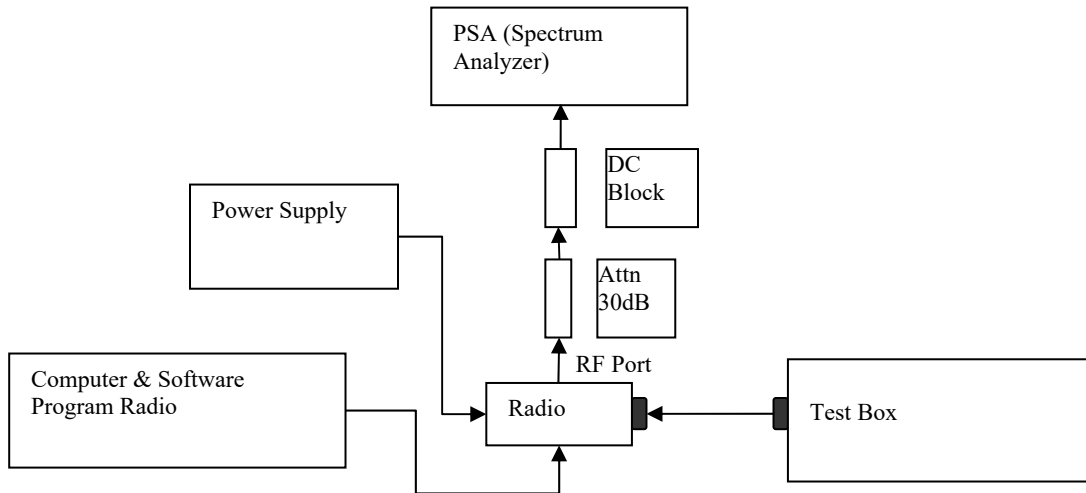 PSA (Spectrum
Analyzer)
DC
Block
Power Supply
Attn
30dB
RF Port
Computer & Software
Program Radio
Radio
Test Box